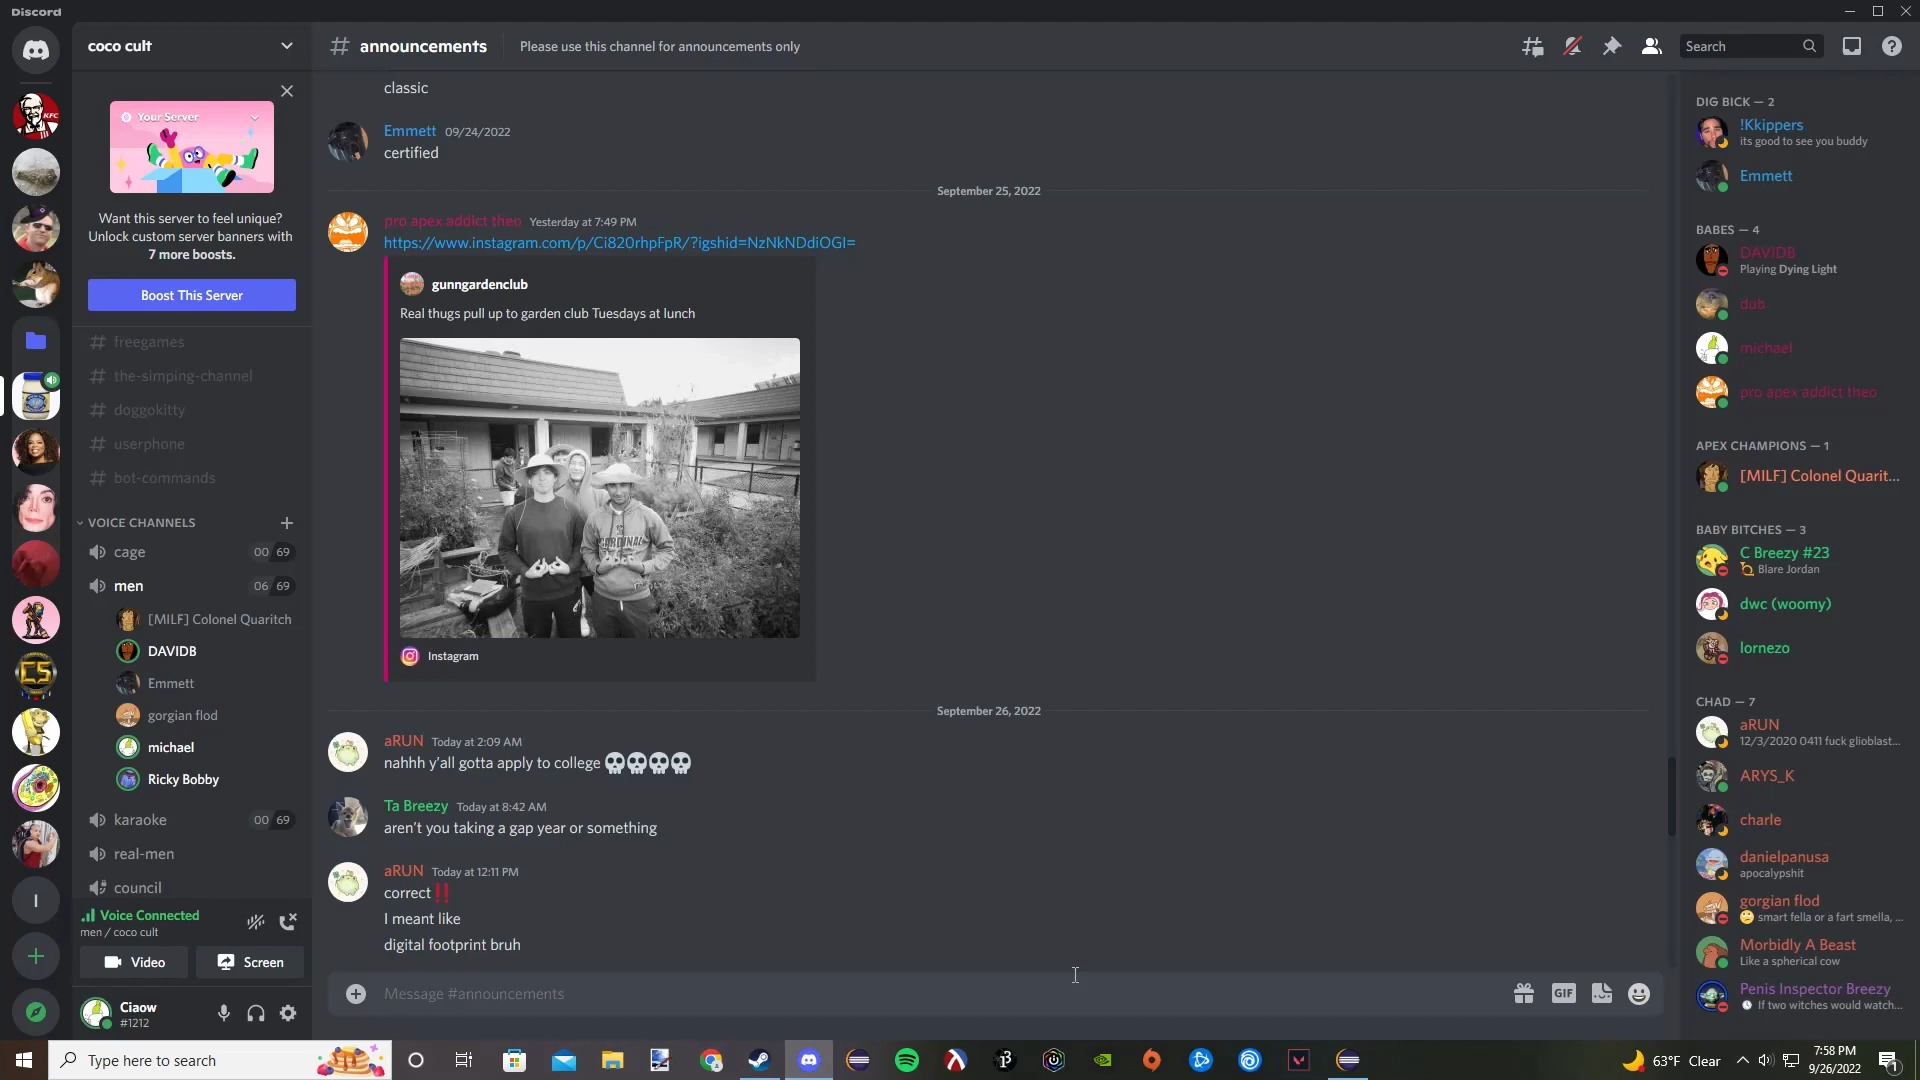 Discord
coco cult
announcements
Please use this channel for announcements only
Search
KFC
Your Server
Want this server to feel unique?
Unlock custom server banners with
7 more boosts.
Boost This Server
freegames
the-simping-channel
doggokitty
userphone
bot-commands
VOICE CHANNELS
cage 00 69
men 06 69
[MILF] Colonel Quaritch
DAVIDB
Emmett
gorgian flod
michael
Ricky Bobby
karaoke 00 69
real-men
council
I
Voice Connected
men / coco cult
Video
Screen
Ciaow
#1212
classic
Emmett 09/24/2022
certified
September 25, 2022
pro apex addict theo Yesterday at 7:49 PM
https://www.instagram.com/p/Ci820rhpFpR/?igshid=NzNkNDdiOGI=
gunngardenclub
Real thugs pull up to garden club Tuesdays at lunch
CARDINAL
Instagram
September 26, 2022
aRUN Today at 2:09 AM
nahhh y'all gotta apply to college 💀💀💀💀
Ta Breezy Today at 8:42 AM
aren't you taking a gap year or something
aRUN Today at 12:11 PM
correct‼️
I meant like
digital footprint bruh
Message #announcements
GIF
DIG BICK — 2
!Kkippers
its good to see you buddy
Emmett
BABES — 4
DAVIDB
Playing Dying Light
dub
michael
pro apex addict theo
APEX CHAMPIONS — 1
[MILF] Colonel Quarit...
BABY BITCHES — 3
C Breezy #23
Blare Jordan
dwc (woomy)
lornezo
CHAD — 7
aRUN
12/3/2020 0411 fuck glioblast...
ARYS_K
charle
danielpanusa
apocalypshit
gorgian flod
smart fella or a fart smella, ...
Morbidly A Beast
Like a spherical cow
Penis Inspector Breezy
If two witches would watch...
Type here to search
63°F Clear
7:58 PM
9/26/2022
1